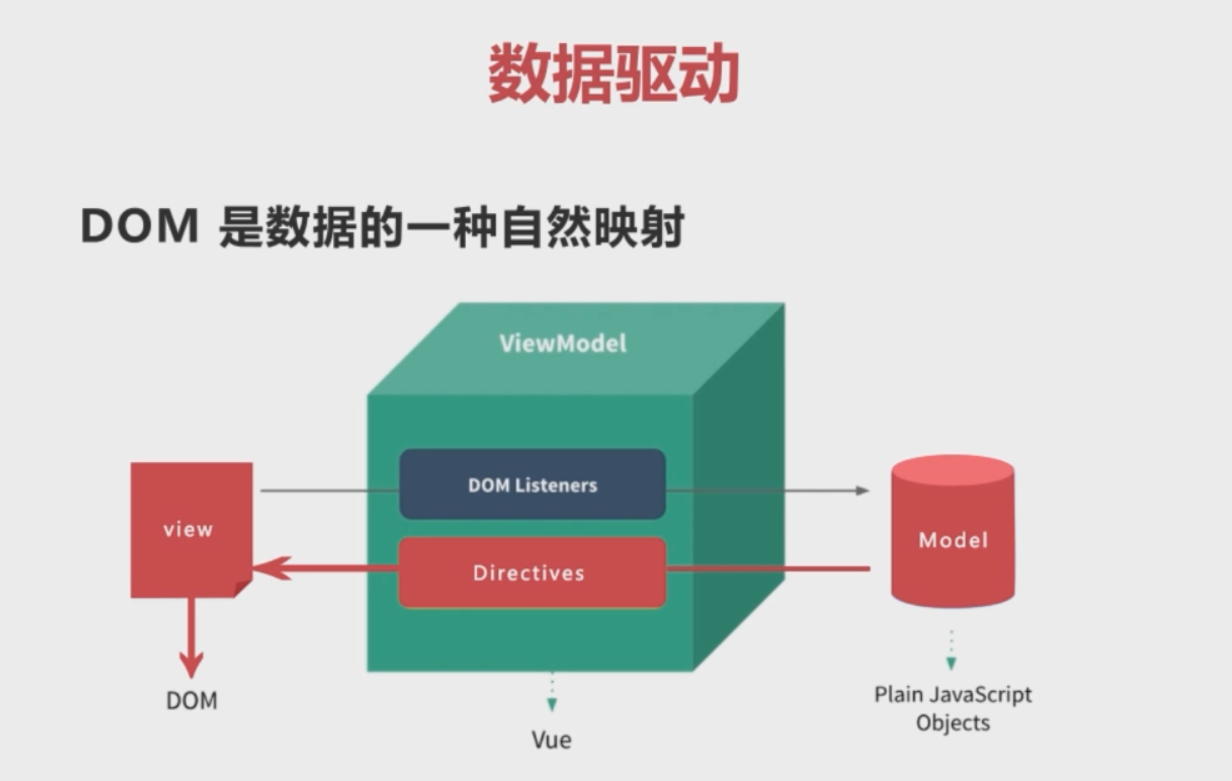 数据驱动
DOM 是数据的一种自然映射
ViewModel
DOM Listeners
view
Model
Directives
DOM
Plain JavaScript
Objects
Vue